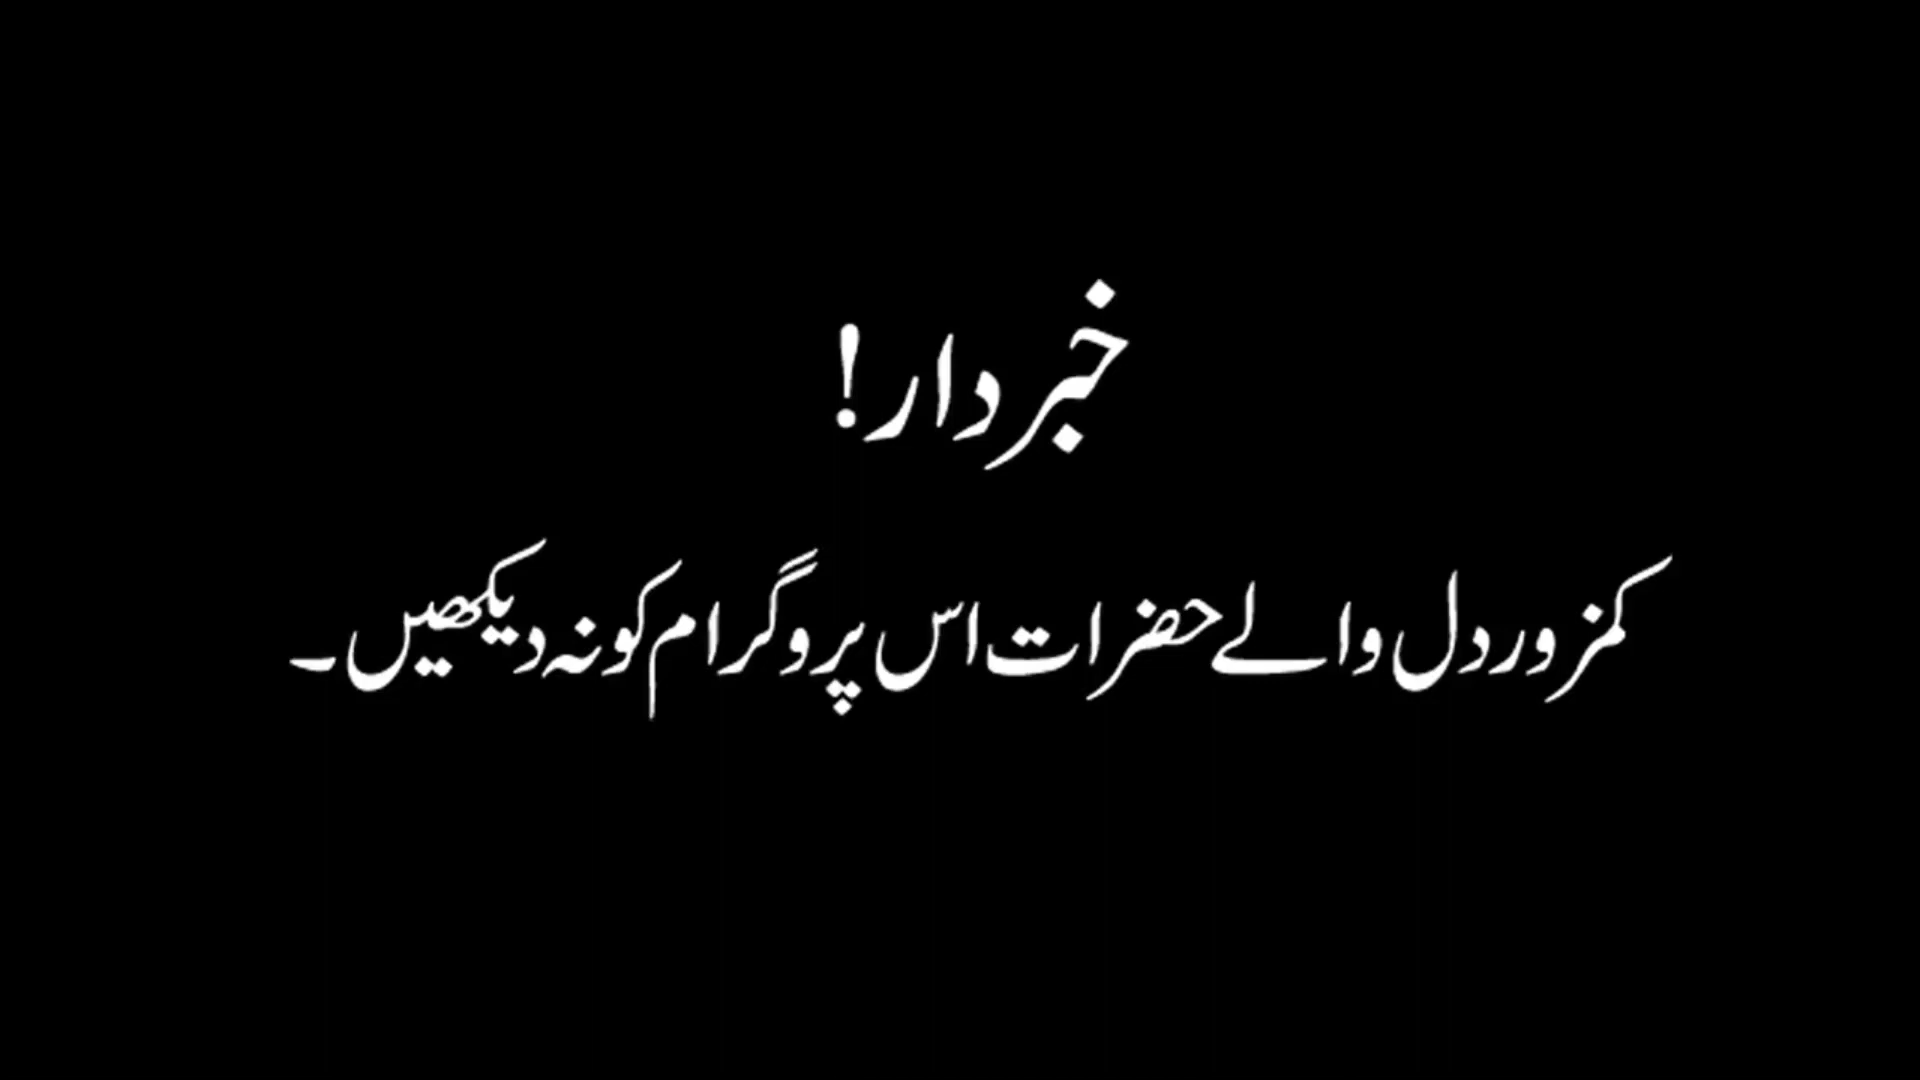 خبردار!
کمزور دل والے حضرات اس پروگرام کو نہ دیکھیں۔